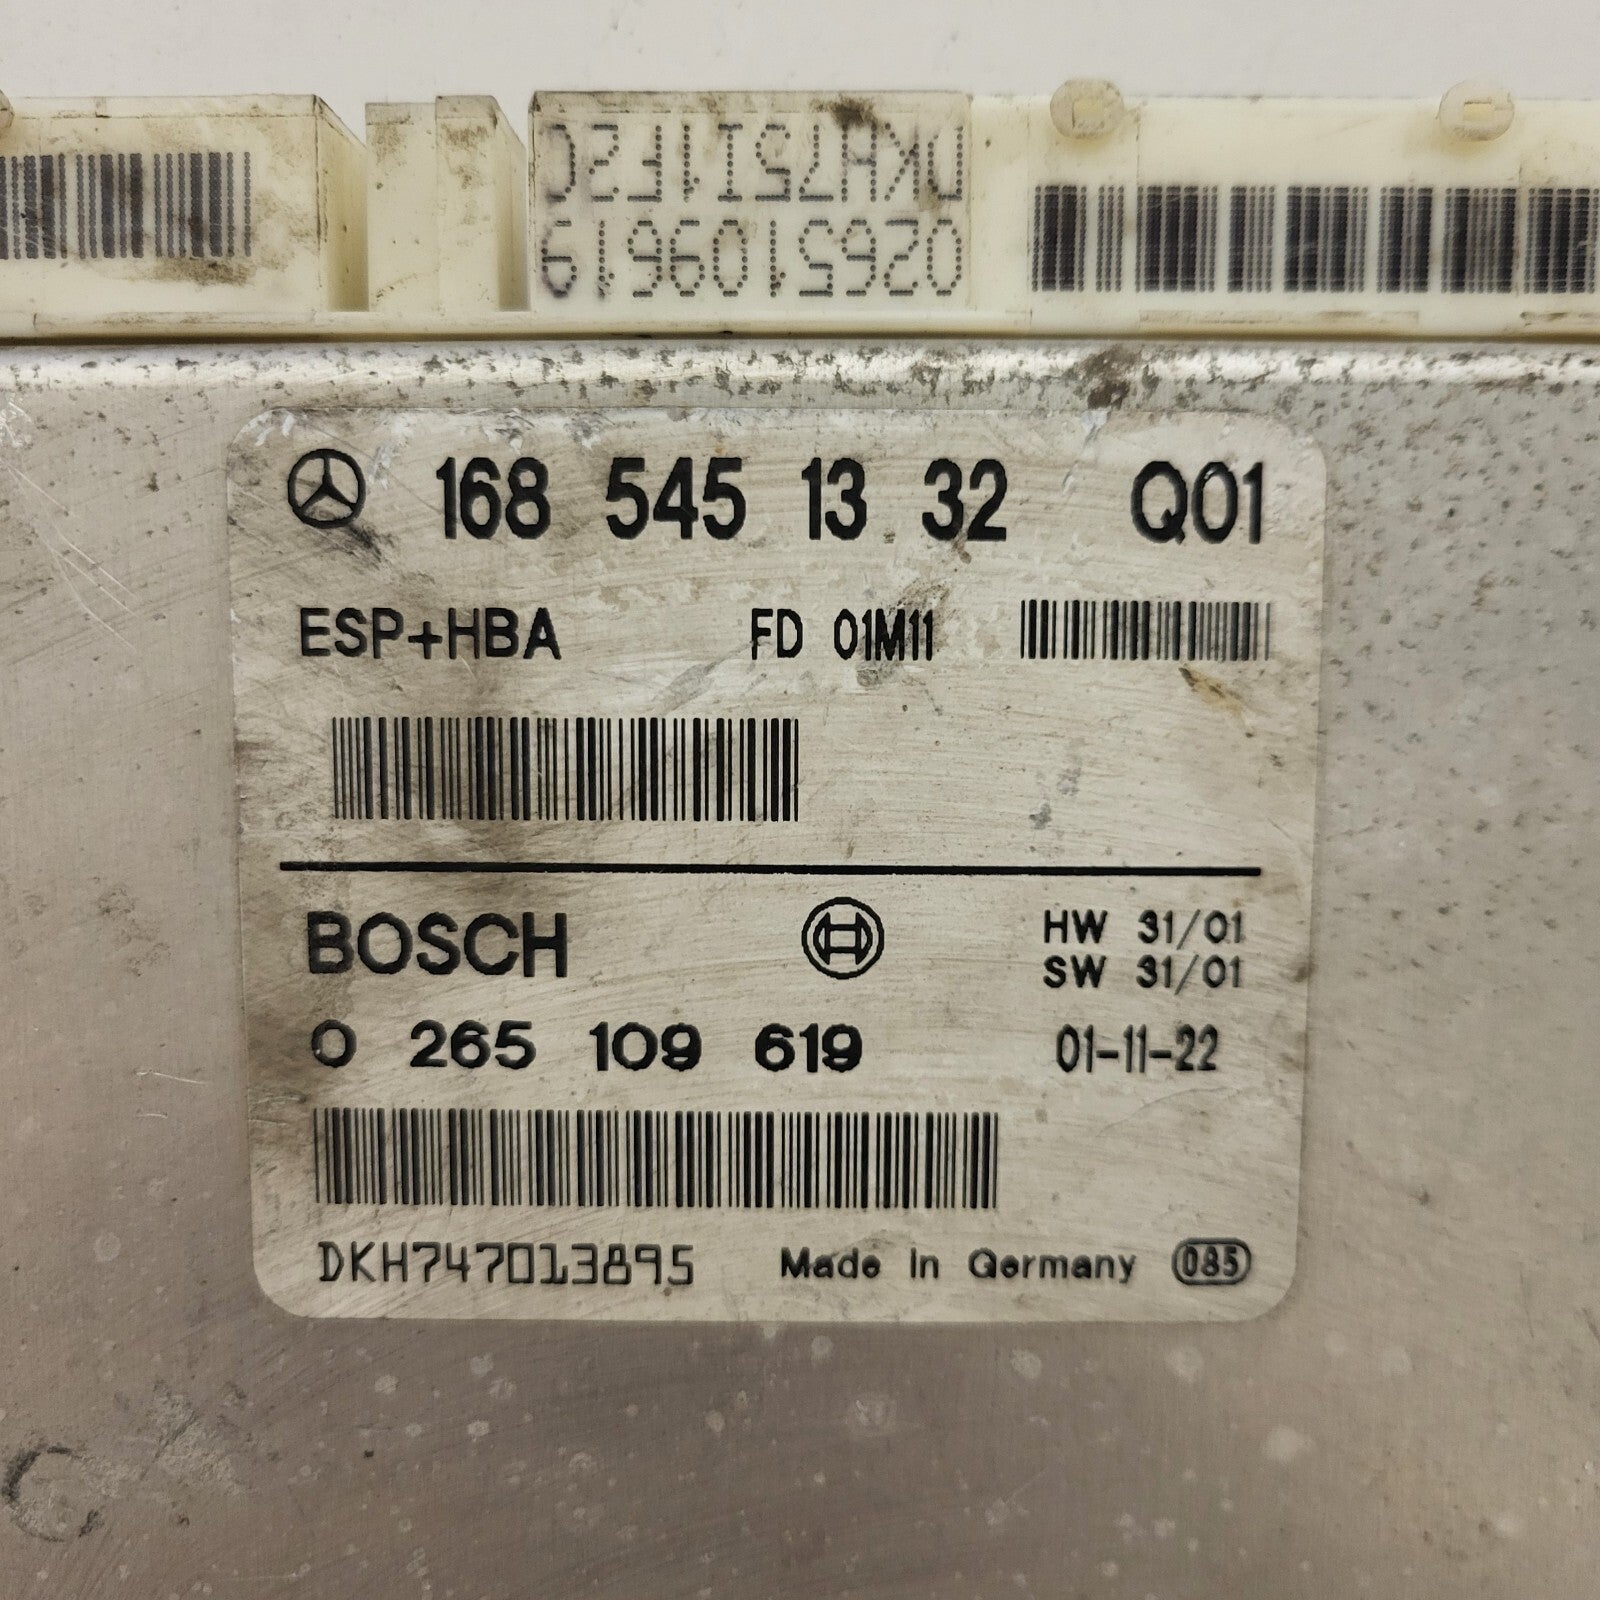 DKH75I1F2C
0265109619
168 545 13 32 Q01
ESP+HBA FD 01M11
BOSCH HW 31/01
SW 31/01
0 265 109 619 01-11-22
DKH747013895 Made in Germany 085